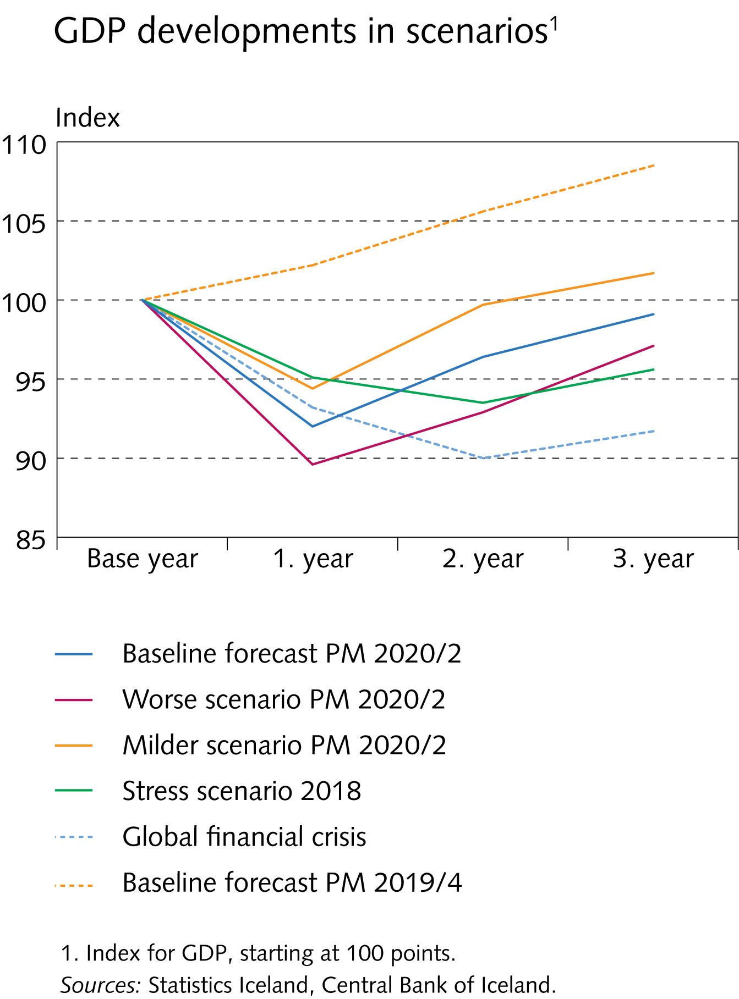 GDP developments in scenarios¹
Index
110
105
100
95
90
85
Base year 1. year 2. year 3. year
Baseline forecast PM 2020/2
Worse scenario PM 2020/2
Milder scenario PM 2020/2
Stress scenario 2018
Global financial crisis
Baseline forecast PM 2019/4
1. Index for GDP, starting at 100 points.
Sources: Statistics Iceland, Central Bank of Iceland.